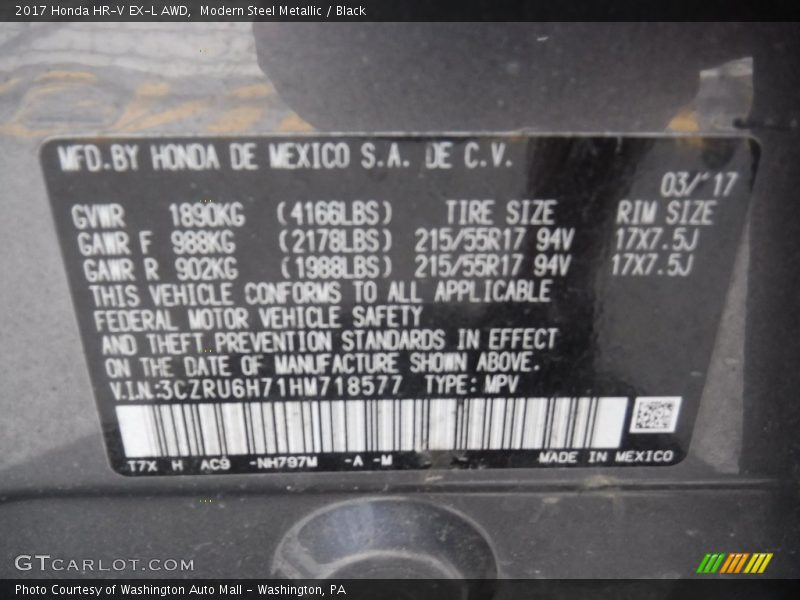 2017 Honda HR-V EX-L AWD,  Modern Steel Metallic / Black
MFD.BY HONDA DE MEXICO S.A. DE C.V.
03/'17
GVWR 1890KG (4166LBS) TIRE SIZE RIM SIZE
GAWR F 988KG (2178LBS) 215/55R17 94V 17X7.5J
GAWR R 902KG (1988LBS) 215/55R17 94V 17X7.5J
THIS VEHICLE CONFORMS TO ALL APPLICABLE
FEDERAL MOTOR VEHICLE SAFETY
AND THEFT PREVENTION STANDARDS IN EFFECT
ON THE DATE OF MANUFACTURE SHOWN ABOVE.
V.I.N:3CZRU6H71HM718577 TYPE: MPV
T7X H AC9 -NH797M -A -M MADE IN MEXICO
GTCARLOT.COM
Photo Courtesy of Washington Auto Mall - Washington, PA